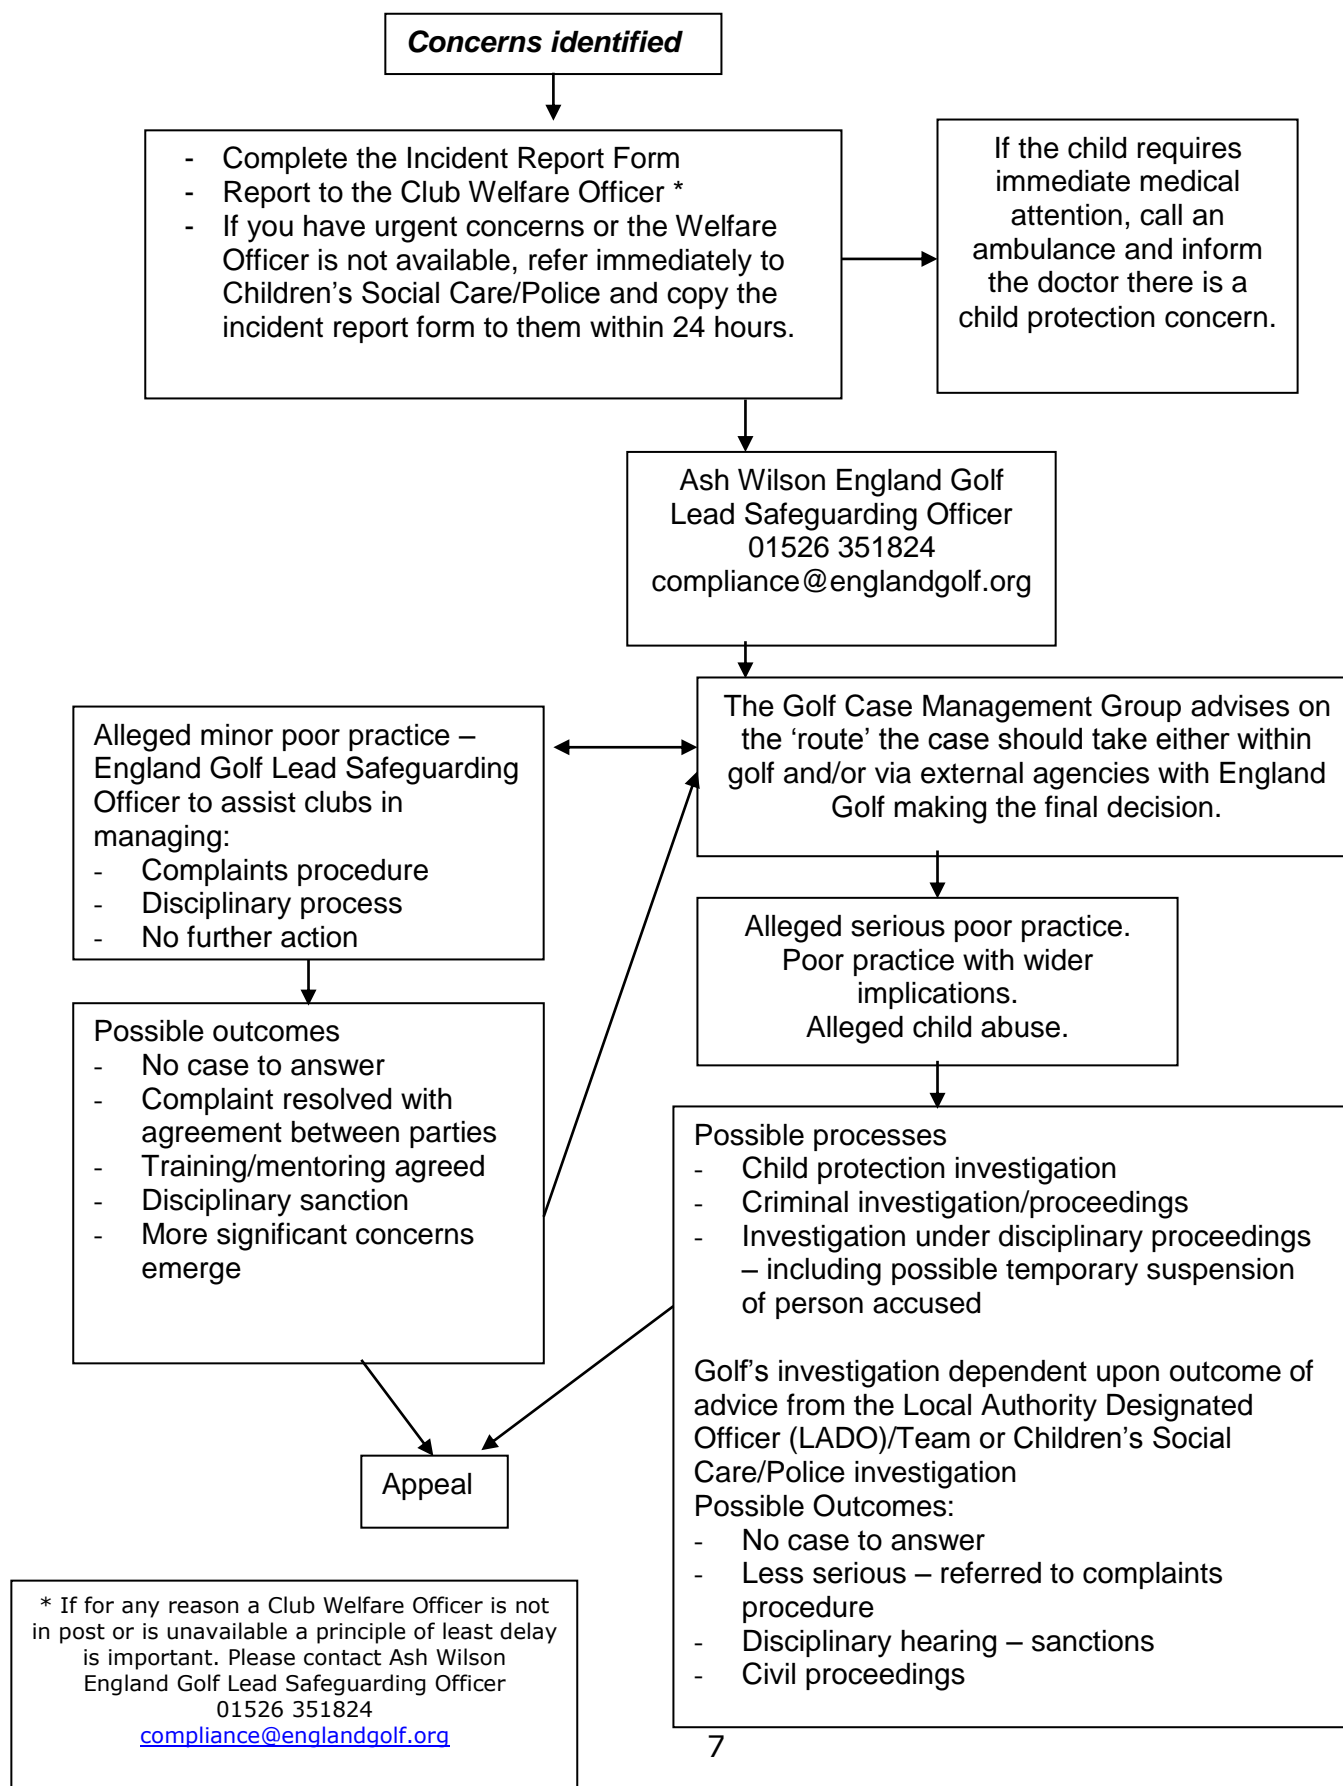 Concerns identified
- Complete the Incident Report Form
- Report to the Club Welfare Officer *
- If you have urgent concerns or the Welfare
Officer is not available, refer immediately to
Children’s Social Care/Police and copy the
incident report form to them within 24 hours.
If the child requires
immediate medical
attention, call an
ambulance and inform
the doctor there is a
child protection concern.
Ash Wilson England Golf
Lead Safeguarding Officer
01526 351824
compliance@englandgolf.org
The Golf Case Management Group advises on
the ‘route’ the case should take either within
golf and/or via external agencies with England
Golf making the final decision.
Alleged minor poor practice –
England Golf Lead Safeguarding
Officer to assist clubs in
managing:
- Complaints procedure
- Disciplinary process
- No further action
Alleged serious poor practice.
Poor practice with wider
implications.
Alleged child abuse.
Possible outcomes
- No case to answer
- Complaint resolved with
agreement between parties
- Training/mentoring agreed
- Disciplinary sanction
- More significant concerns
emerge
Possible processes
- Child protection investigation
- Criminal investigation/proceedings
- Investigation under disciplinary proceedings
– including possible temporary suspension
of person accused
Golf’s investigation dependent upon outcome of
advice from the Local Authority Designated
Officer (LADO)/Team or Children’s Social
Care/Police investigation
Possible Outcomes:
- No case to answer
- Less serious – referred to complaints
procedure
- Disciplinary hearing – sanctions
- Civil proceedings
Appeal
* If for any reason a Club Welfare Officer is not
in post or is unavailable a principle of least delay
is important. Please contact Ash Wilson
England Golf Lead Safeguarding Officer
01526 351824
compliance@englandgolf.org
7